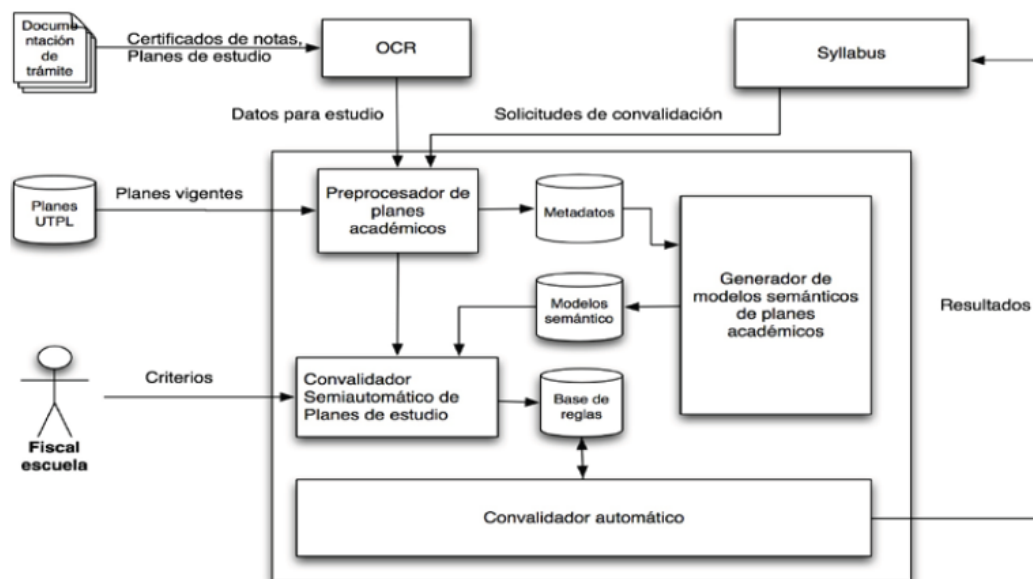 Docume
ntación
de
trámite
Certificados de notas,
Planes de estudio
OCR
Syllabus
Datos para estudio
Solicitudes de convalidación
Planes
UTPL
Planes vigentes
Preprocesador de
planes
académicos
Metadatos
Generador de
modelos semánticos
de planes
académicos
Modelos
semántico
Resultados
Fiscal
escuela
Criterios
Convalidador
Semiautomático de
Planes de estudio
Base de
reglas
Convalidador automático